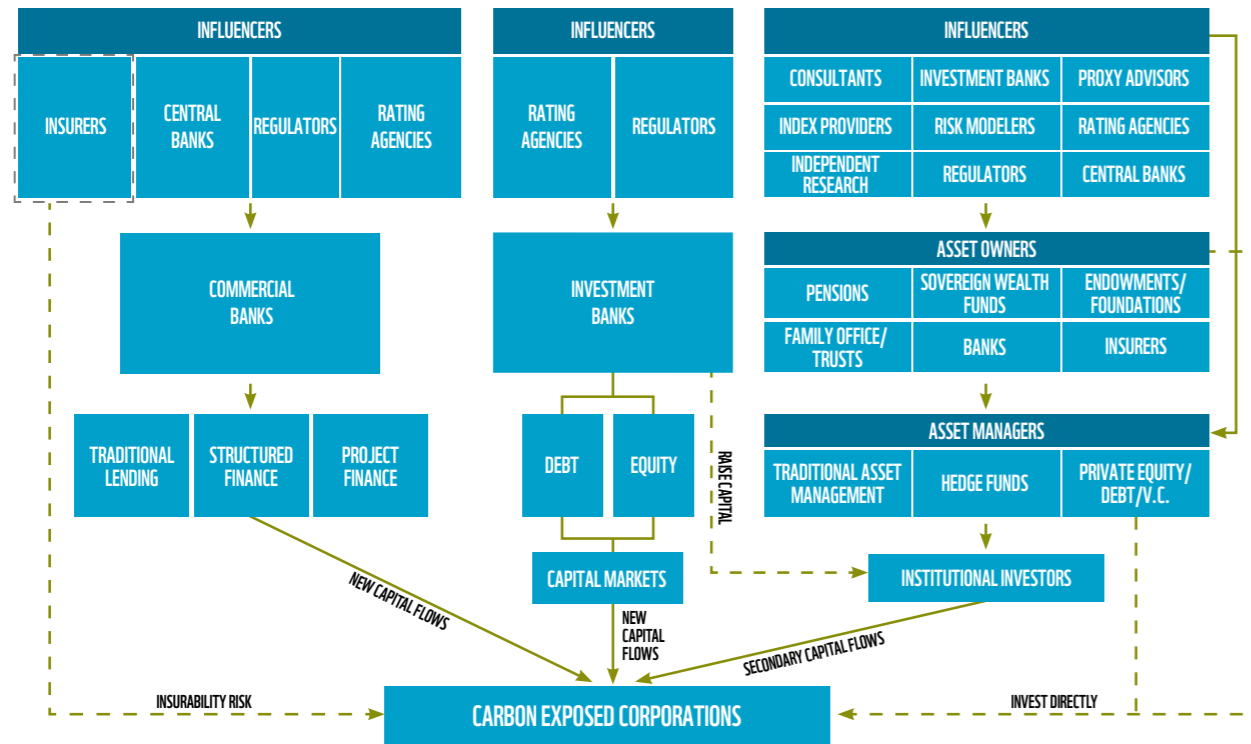 INFLUENCERS
INSURERS
CENTRAL
BANKS
REGULATORS
RATING
AGENCIES
COMMERCIAL
BANKS
TRADITIONAL
LENDING
STRUCTURED
FINANCE
PROJECT
FINANCE
NEW CAPITAL FLOWS
INSURABILITY RISK
INFLUENCERS
RATING
AGENCIES
REGULATORS
INVESTMENT
BANKS
DEBT
EQUITY
CAPITAL MARKETS
NEW
CAPITAL
FLOWS
RAISE CAPITAL
INFLUENCERS
CONSULTANTS
INVESTMENT BANKS
PROXY ADVISORS
INDEX PROVIDERS
RISK MODELERS
RATING AGENCIES
INDEPENDENT
RESEARCH
REGULATORS
CENTRAL BANKS
ASSET OWNERS
PENSIONS
SOVEREIGN WEALTH
FUNDS
ENDOWMENTS/
FOUNDATIONS
FAMILY OFFICE/
TRUSTS
BANKS
INSURERS
ASSET MANAGERS
TRADITIONAL ASSET
MANAGEMENT
HEDGE FUNDS
PRIVATE EQUITY/
DEBT/V.C.
INSTITUTIONAL INVESTORS
SECONDARY CAPITAL FLOWS
INVEST DIRECTLY
CARBON EXPOSED CORPORATIONS